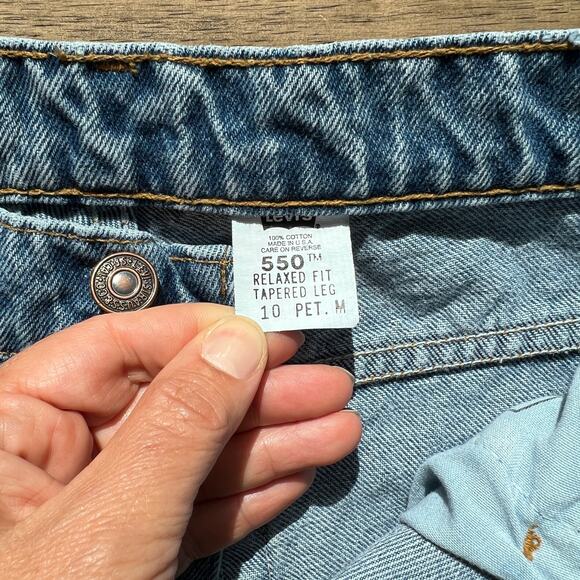 Levi's
100% COTTON
MADE IN U.S.A.
CARE ON REVERSE
550™
RELAXED FIT
TAPERED LEG
10 PET. M